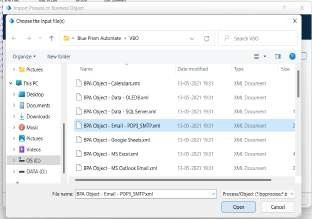 Import Process or Business Object
Choose the input file(s)
Blue Prism Automate > VBO
Search VBO
Organize New folder
Name Date modified Type Size
Pictures
BPA Object - Calendars.xml 13-05-2021 19:31 XML Document
This PC
BPA Object - Data - OLEDB.xml 13-05-2021 19:31 XML Document
Desktop
BPA Object - Data - SQL Server.xml 13-05-2021 19:31 XML Document
Documents
BPA Object - Email - POP3_SMTP.xml 13-05-2021 19:31 XML Document
Downloads
BPA Object - Google Sheets.xml 13-05-2021 19:31 XML Document
Music
BPA Object - MS Excel.xml 13-05-2021 19:31 XML Document
Pictures
BPA Object - MS Outlook Email.xml 13-05-2021 19:31 XML Document
Videos
OS (C:)
DATA (D:)
File name: BPA Object - Email - POP3_SMTP.xml
Process/Object (*.bpprocess;*.b
Open Cancel